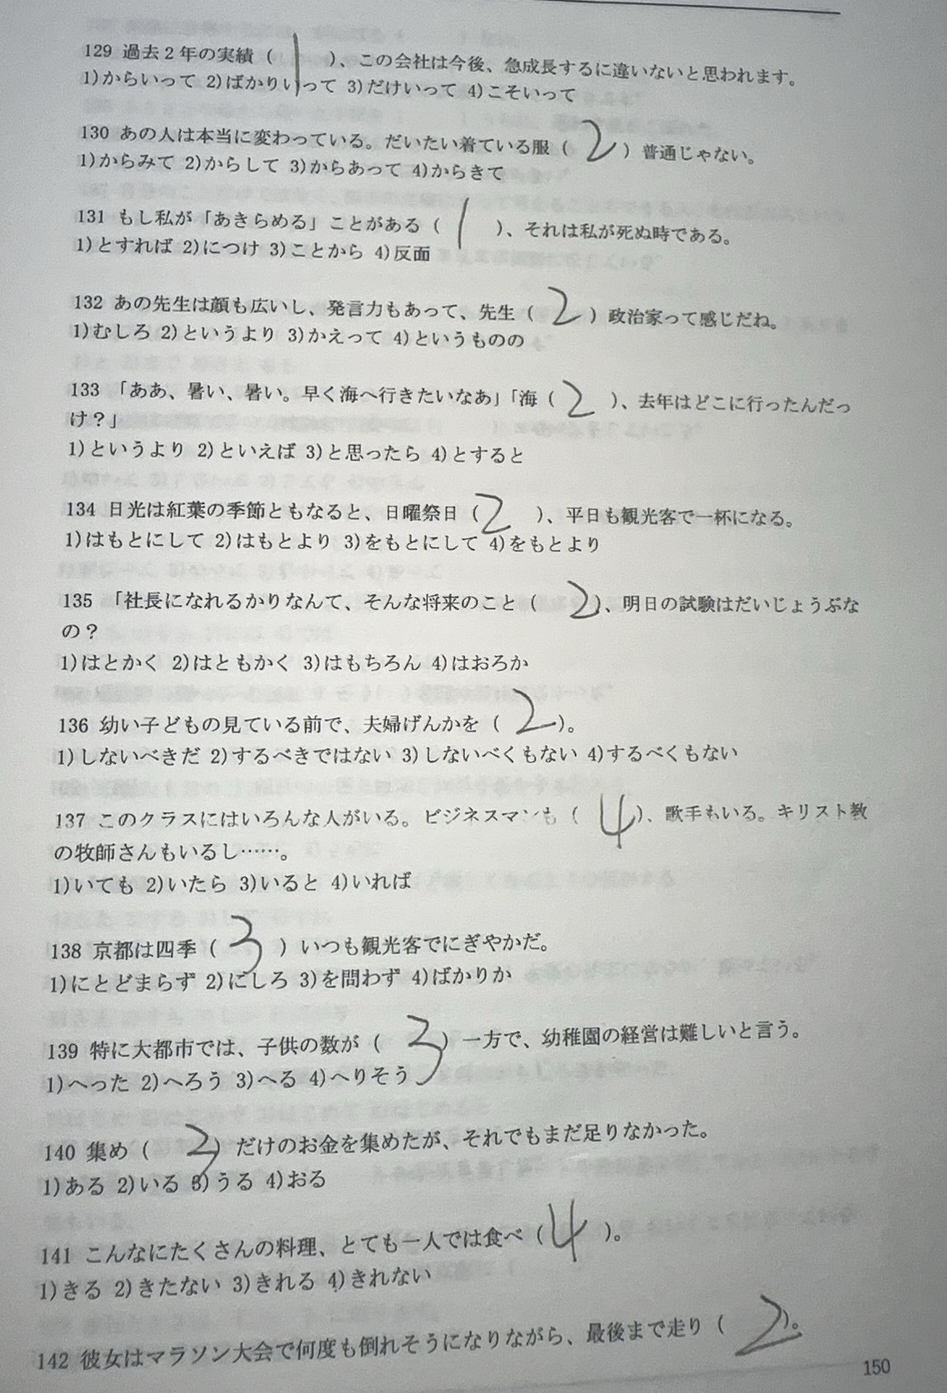 129 過去2年の実績（ 1 ）、この会社は今後、急成長するに違いないと思われます。
1)からいって 2)ばかりいって 3)だけいって 4)こそいって
130 あの人は本当に変わっている。だいたい着ている服（ 2 ）普通じゃない。
1)からみて 2)からして 3)からあって 4)からきて
131 もし私が「あきらめる」ことがある（ 1 ）、それは私が死ぬ時である。
1)とすれば 2)につけ 3)ことから 4)反面
132 あの先生は顔も広いし、発言力もあって、先生（ 2 ）政治家って感じだね。
1)むしろ 2)というより 3)かえって 4)というものの
133 「ああ、暑い、暑い。早く海へ行きたいなあ」「海（ 2 ）、去年はどこに行ったんだっ
け？」
1)というより 2)といえば 3)と思ったら 4)とすると
134 日光は紅葉の季節ともなると、日曜祭日（ 2 ）、平日も観光客で一杯になる。
1)はもとにして 2)はもとより 3)をもとにして 4)をもとより
135 「社長になれるかりなんて、そんな将来のこと（ 2 ）、明日の試験はだいじょうぶな
の？
1)はとかく 2)はともかく 3)はもちろん 4)はおろか
136 幼い子どもの見ている前で、夫婦げんかを（ 2 ）。
1)しないべきだ 2)するべきではない 3)しないべくもない 4)するべくもない
137 このクラスにはいろんな人がいる。ビジネスマンも（ 4 ）、歌手もいる。キリスト教
の牧師さんもいるし……。
1)いても 2)いたら 3)いると 4)いれば
138 京都は四季（ 3 ）いつも観光客でにぎやかだ。
1)にとどまらず 2)にしろ 3)を問わず 4)ばかりか
139 特に大都市では、子供の数が（ 3 ）一方で、幼稚園の経営は難しいと言う。
1)へった 2)へろう 3)へる 4)へりそう
140 集め（ 3 ）だけのお金を集めたが、それでもまだ足りなかった。
1)ある 2)いる 3)うる 4)おる
141 こんなにたくさんの料理、とても一人では食べ（ 4 ）。
1)きる 2)きたない 3)きれる 4)きれない
142 彼女はマラソン大会で何度も倒れそうになりながら、最後まで走り（ 2 ）。
150